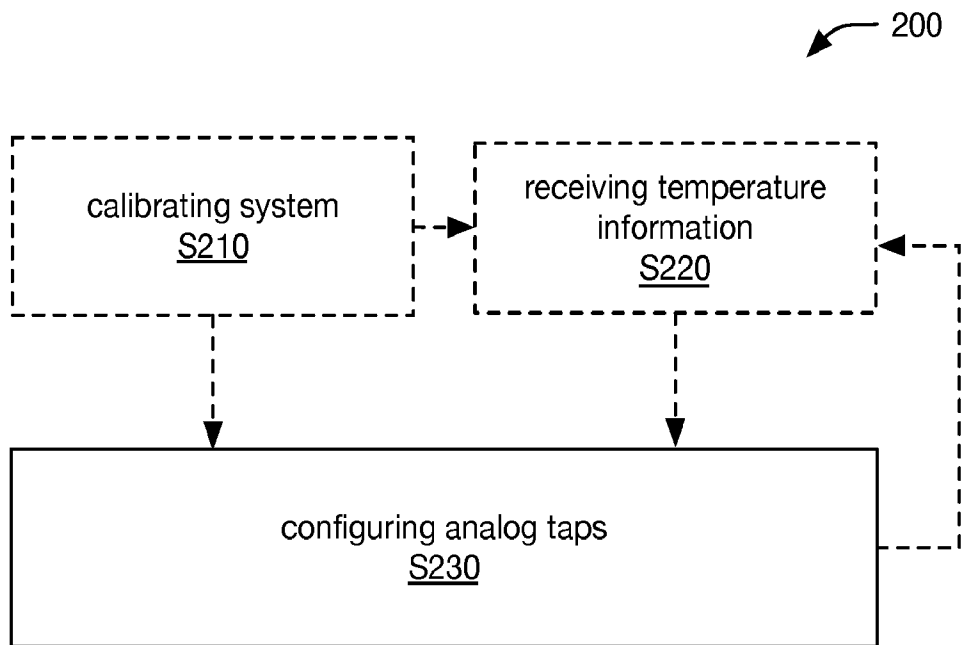 200
calibrating system
S210
receiving temperature
information
S220
configuring analog taps
S230